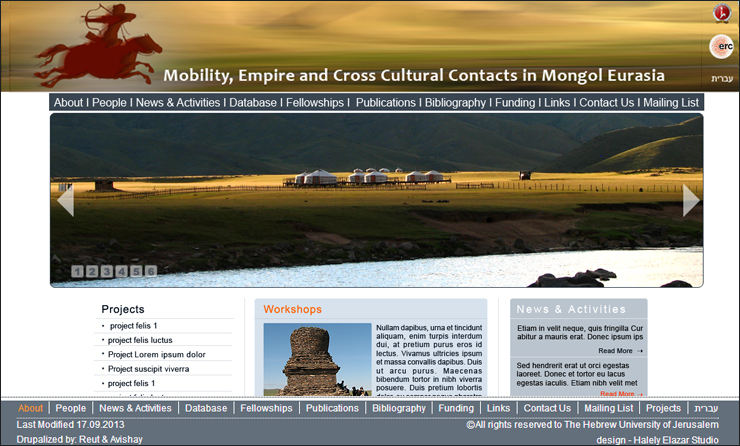 erc
Mobility, Empire and Cross Cultural Contacts in Mongol Eurasia
עברית
About I People I News & Activities I Database I Fellowships I Publications I Bibliography I Funding I Links I Contact Us I Mailing List
1 2 3 4 5 6
Projects
• project felis 1
• project felis luctus
• Project Lorem ipsum dolor
• Project suscipit viverra
• project felis 1
Workshops
Nullam dapibus, urna et tincidunt
aliquam, enim turpis interdum
dui, at pretium purus eros id
lectus. Vivamus ultricies ipsum
et massa convallis dapibus. Duis
ut arcu purus. Maecenas
bibendum tortor in nibh viverra
posuere. Duis pretium lobortis
News & Activities
Etiam in velit neque, quis fringilla Cur
abitur a mauris erat. Donec ipsum ips
Read More
Sed hendrerit erat ut orci egestas
laoreet. Donec et tortor eu lacus
egestas iaculis. Etiam nibh velit met
Read More
About | People | News & Activities | Database | Fellowships | Publications | Bibliography | Funding | Links | Contact Us | Mailing List | Projects | עברית
Last Modified 17.09.2013
©All rights reserved to The Hebrew University of Jerusalem
Drupalized by: Reut & Avishay
design - Halely Elazar Studio